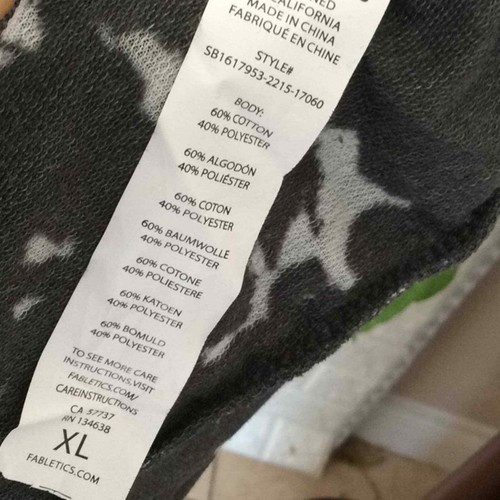 CALIFORNIA
MADE IN CHINA
FABRIQUÉ EN CHINE
STYLE#
SB1617953-2215-17060
BODY:
60% COTTON
40% POLYESTER
60% ALGODÓN
40% POLIÉSTER
60% COTON
40% POLYESTER
60% BAUMWOLLE
40% POLYESTER
60% COTONE
40% POLIESTERE
60% KATOEN
40% POLYESTER
60% BOMULD
40% POLYESTER
TO SEE MORE CARE
INSTRUCTIONS VISIT
FABLETICS.COM/
CAREINSTRUCTIONS
CA 57737
RN 134638
XL
FABLETICS.COM